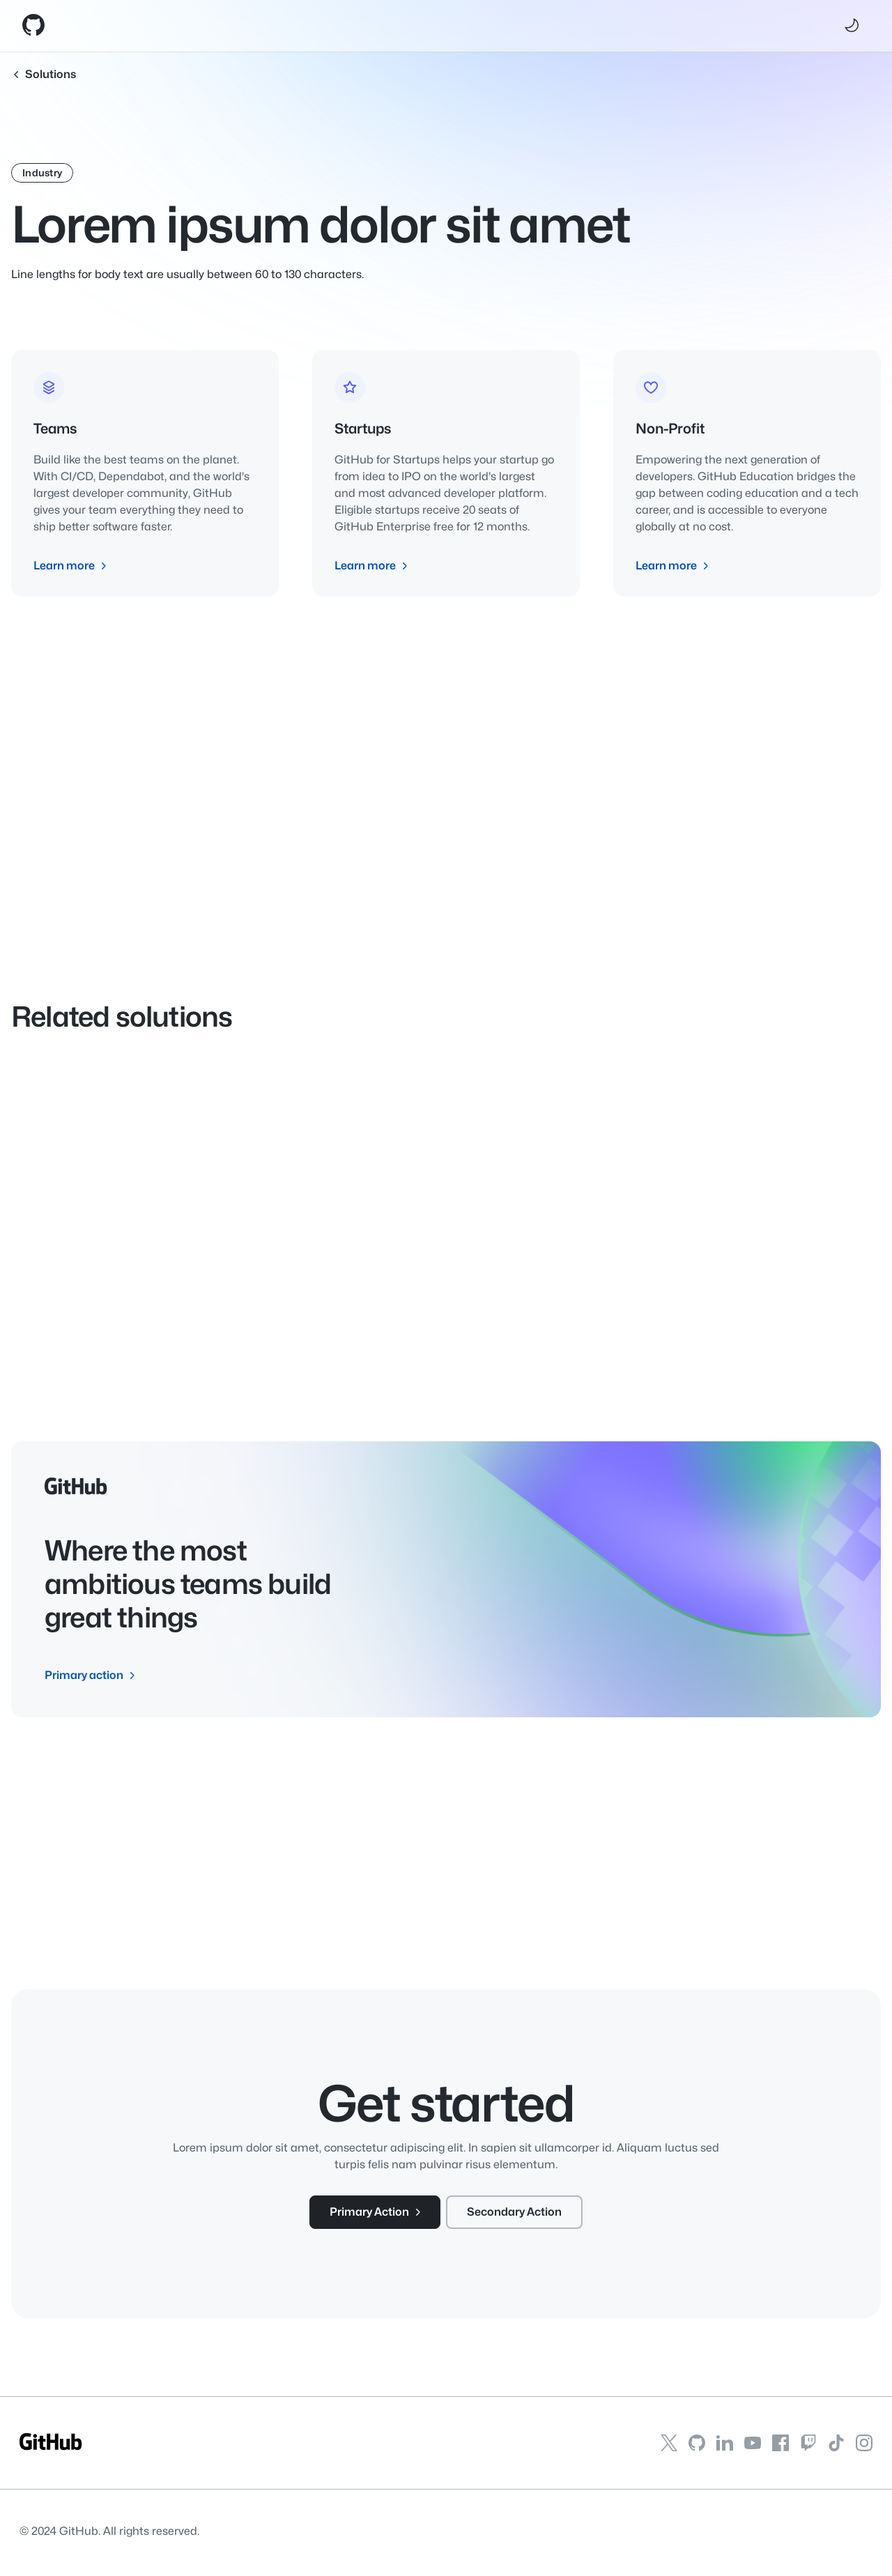 Solutions
Industry
Lorem ipsum dolor sit amet
Line lengths for body text are usually between 60 to 130 characters.
Teams
Build like the best teams on the planet.
With CI/CD, Dependabot, and the world's
largest developer community, GitHub
gives your team everything they need to
ship better software faster.
Learn more
Startups
GitHub for Startups helps your startup go
from idea to IPO on the world's largest
and most advanced developer platform.
Eligible startups receive 20 seats of
GitHub Enterprise free for 12 months.
Learn more
Non-Profit
Empowering the next generation of
developers. GitHub Education bridges the
gap between coding education and a tech
career, and is accessible to everyone
globally at no cost.
Learn more
Related solutions
GitHub
Where the most
ambitious teams build
great things
Primary action
Get started
Lorem ipsum dolor sit amet, consectetur adipiscing elit. In sapien sit ullamcorper id. Aliquam luctus sed
turpis felis nam pulvinar risus elementum.
Primary Action
Secondary Action
GitHub
© 2024 GitHub. All rights reserved.